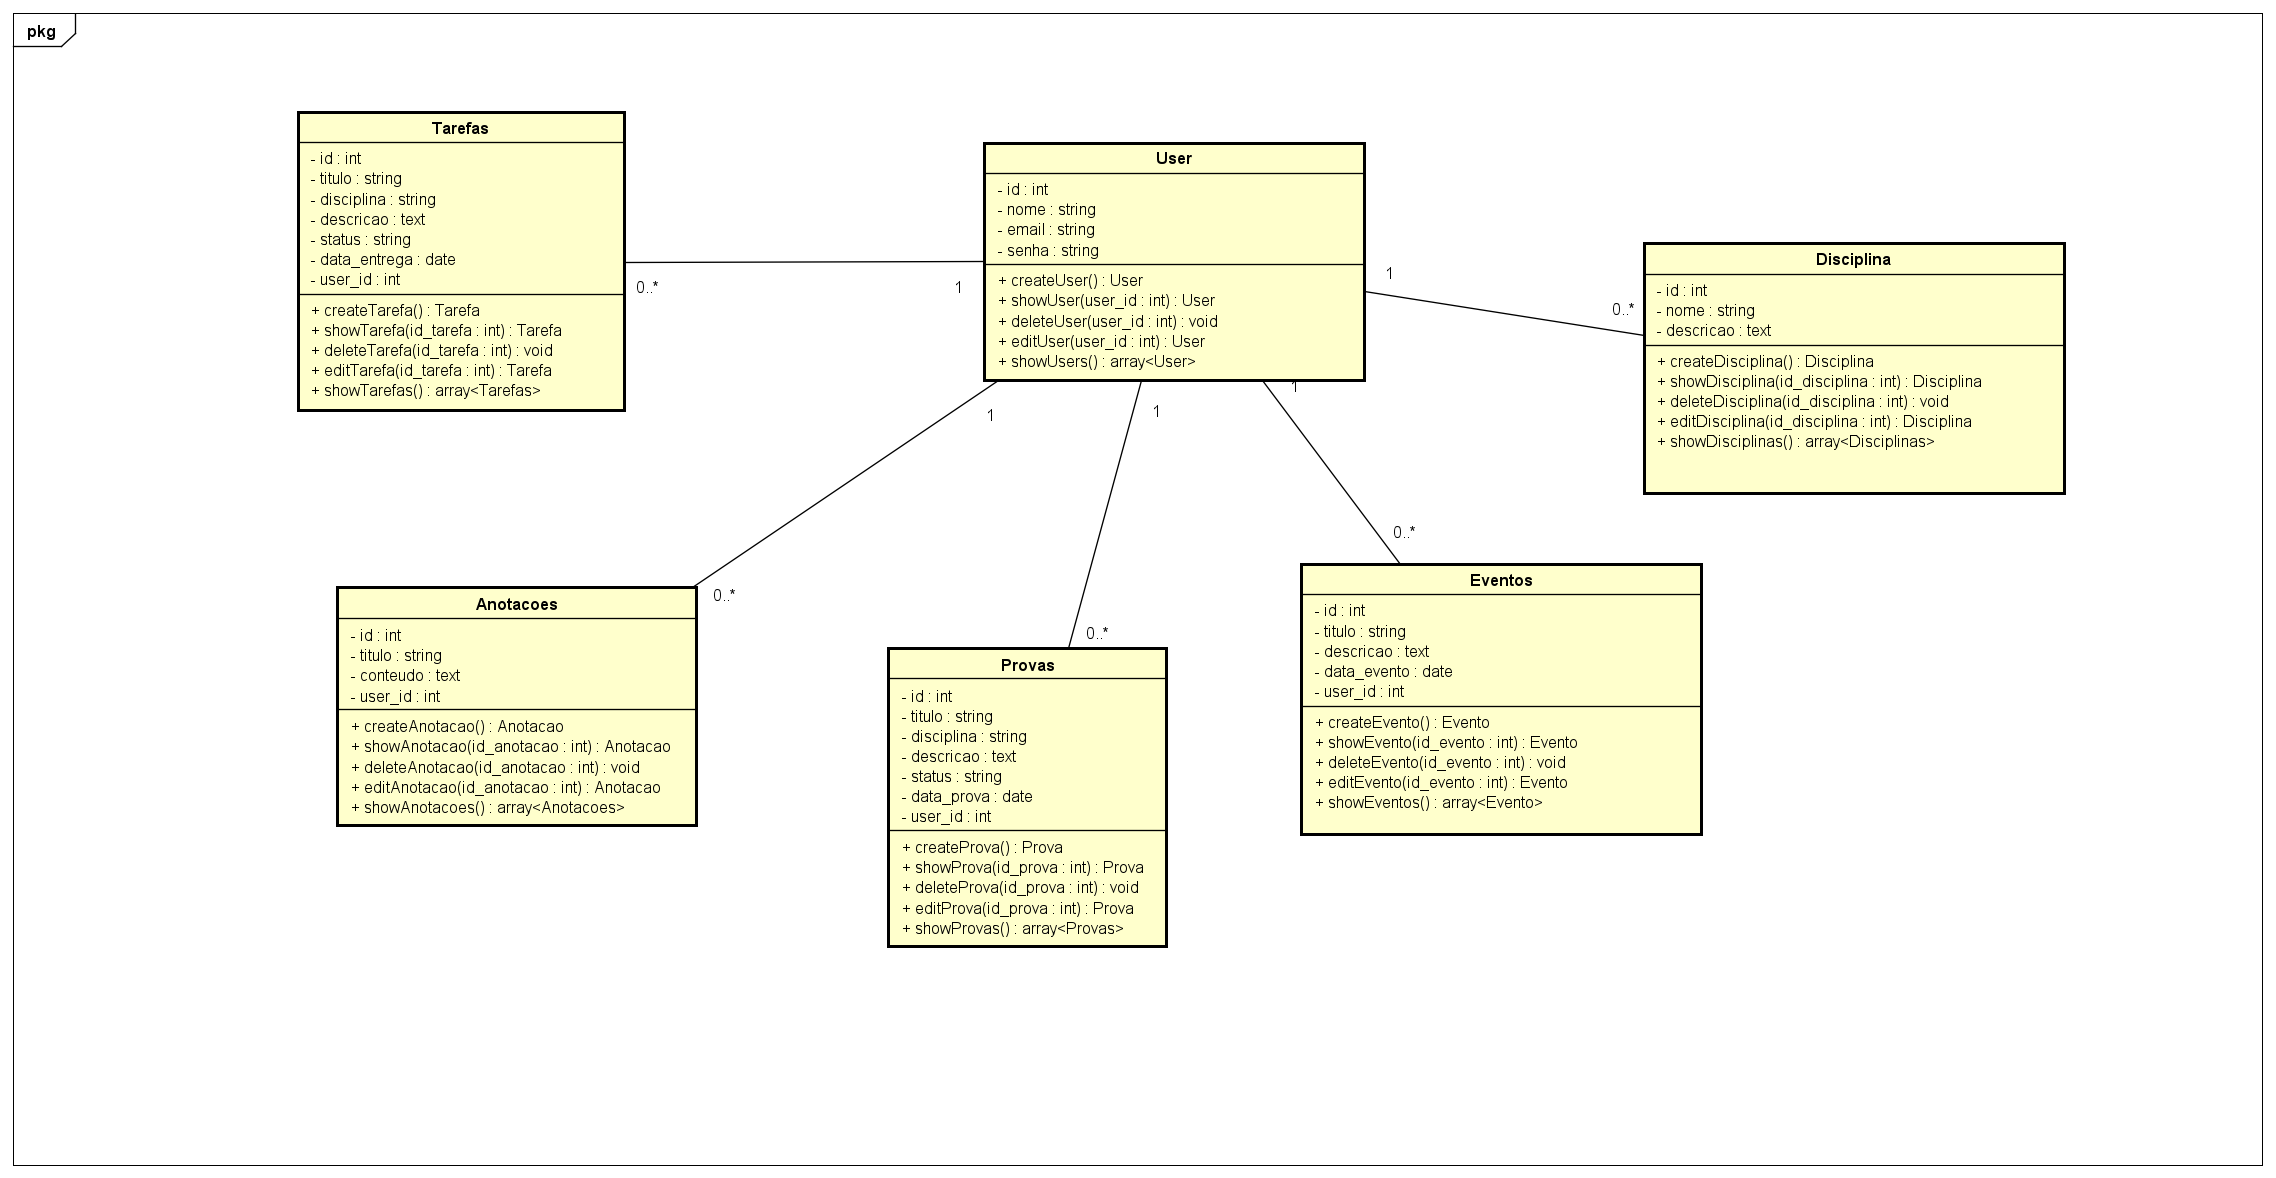 pkg
Tarefas
- id : int
- titulo : string
- disciplina : string
- descricao : text
- status : string
- data_entrega : date
- user_id : int
+ createTarefa() : Tarefa
+ showTarefa(id_tarefa : int) : Tarefa
+ deleteTarefa(id_tarefa : int) : void
+ editTarefa(id_tarefa : int) : Tarefa
+ showTarefas() : array<Tarefas>
0..*
1
User
- id : int
- nome : string
- email : string
- senha : string
+ createUser() : User
+ showUser(user_id : int) : User
+ deleteUser(user_id : int) : void
+ editUser(user_id : int) : User
+ showUsers() : array<User>
1
0..*
Disciplina
- id : int
- nome : string
- descricao : text
+ createDisciplina() : Disciplina
+ showDisciplina(id_disciplina : int) : Disciplina
+ deleteDisciplina(id_disciplina : int) : void
+ editDisciplina(id_disciplina : int) : Disciplina
+ showDisciplinas() : array<Disciplinas>
1
1
1
0..*
0..*
0..*
Anotacoes
- id : int
- titulo : string
- conteudo : text
- user_id : int
+ createAnotacao() : Anotacao
+ showAnotacao(id_anotacao : int) : Anotacao
+ deleteAnotacao(id_anotacao : int) : void
+ editAnotacao(id_anotacao : int) : Anotacao
+ showAnotacoes() : array<Anotacoes>
Provas
- id : int
- titulo : string
- disciplina : string
- descricao : text
- status : string
- data_prova : date
- user_id : int
+ createProva() : Prova
+ showProva(id_prova : int) : Prova
+ deleteProva(id_prova : int) : void
+ editProva(id_prova : int) : Prova
+ showProvas() : array<Provas>
Eventos
- id : int
- titulo : string
- descricao : text
- data_evento : date
- user_id : int
+ createEvento() : Evento
+ showEvento(id_evento : int) : Evento
+ deleteEvento(id_evento : int) : void
+ editEvento(id_evento : int) : Evento
+ showEventos() : array<Evento>